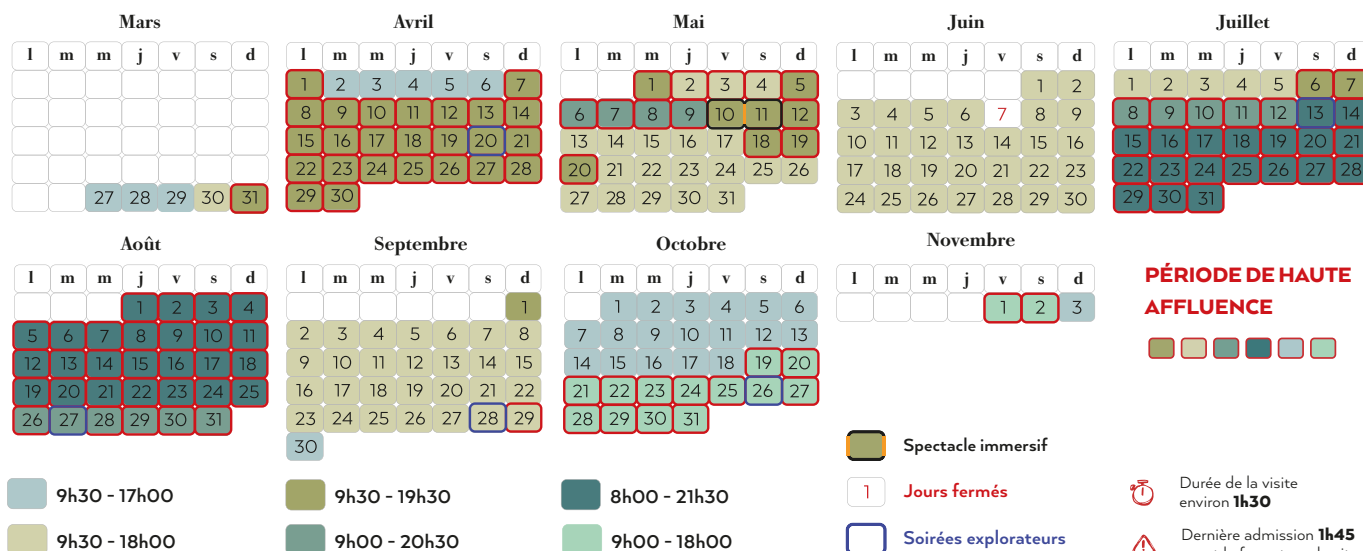 Mars
l m m j v s d
27 28 29 30 31
Avril
l m m j v s d
1 2 3 4 5 6 7
8 9 10 11 12 13 14
15 16 17 18 19 20 21
22 23 24 25 26 27 28
29 30
Mai
l m m j v s d
1 2 3 4 5
6 7 8 9 10 11 12
13 14 15 16 17 18 19
20 21 22 23 24 25 26
27 28 29 30 31
Juin
l m m j v s d
1 2
3 4 5 6 7 8 9
10 11 12 13 14 15 16
17 18 19 20 21 22 23
24 25 26 27 28 29 30
Juillet
l m m j v s d
1 2 3 4 5 6 7
8 9 10 11 12 13 14
15 16 17 18 19 20 21
22 23 24 25 26 27 28
29 30 31
Août
l m m j v s d
1 2 3 4
5 6 7 8 9 10 11
12 13 14 15 16 17 18
19 20 21 22 23 24 25
26 27 28 29 30 31
Septembre
l m m j v s d
1
2 3 4 5 6 7 8
9 10 11 12 13 14 15
16 17 18 19 20 21 22
23 24 25 26 27 28 29
30
Octobre
l m m j v s d
1 2 3 4 5 6
7 8 9 10 11 12 13
14 15 16 17 18 19 20
21 22 23 24 25 26 27
28 29 30 31
Novembre
l m m j v s d
1 2 3
PÉRIODE DE HAUTE
AFFLUENCE
9h30 - 17h00
9h30 - 18h00
9h30 - 19h30
9h00 - 20h30
8h00 - 21h30
9h00 - 18h00
Spectacle immersif
1 Jours fermés
Soirées explorateurs
Durée de la visite
environ 1h30
Dernière admission 1h45